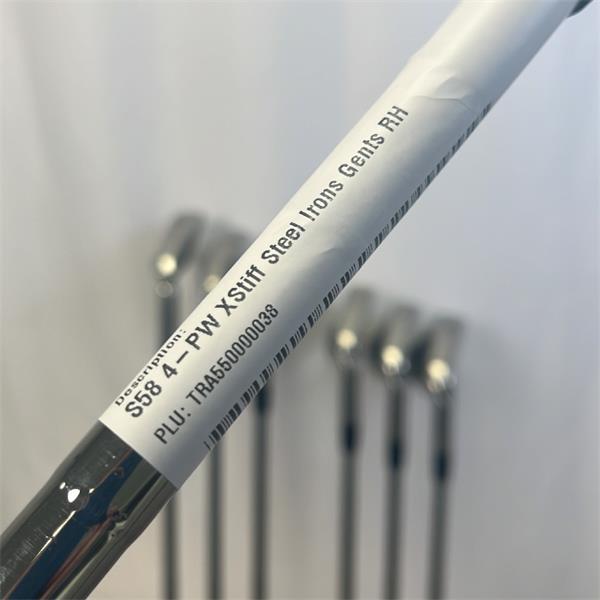 Description:
S58 4-PW XStiff Steel Irons Gents RH
PLU: TRA550000038